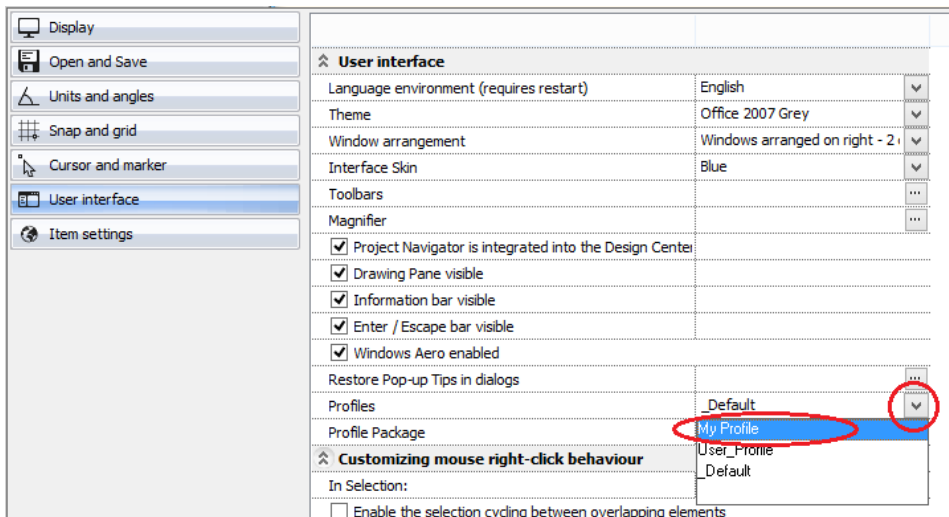 Display
Open and Save
Units and angles
Snap and grid
Cursor and marker
User interface
Item settings
User interface
Language environment (requires restart) English
Theme Office 2007 Grey
Window arrangement Windows arranged on right - 2
Interface Skin Blue
Toolbars ...
Magnifier ...
Project Navigator is integrated into the Design Center
Drawing Pane visible
Information bar visible
Enter / Escape bar visible
Windows Aero enabled
Restore Pop-up Tips in dialogs ...
Profiles _Default
Profile Package My Profile
User_Profile
Customizing mouse right-click behaviour
_Default
In Selection:
Enable the selection cycling between overlapping elements